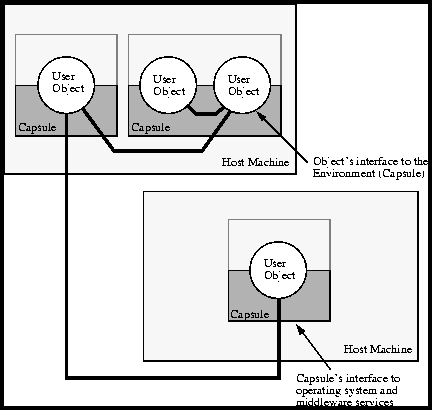 User
Object
User
Object
User
Object
Capsule
Capsule
Host Machine
Object's interface to the
Environment (Capsule)
User
Object
Capsule
Host Machine
Capsule's interface to
operating system and
middleware services